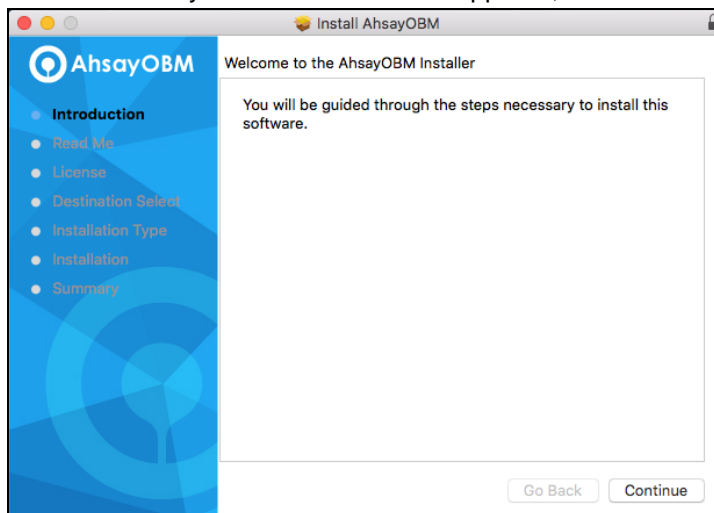 Install AhsayOBM
AhsayOBM
Welcome to the AhsayOBM Installer
Introduction
Read Me
License
Destination Select
Installation Type
Installation
Summary
You will be guided through the steps necessary to install this
software.
Go Back
Continue